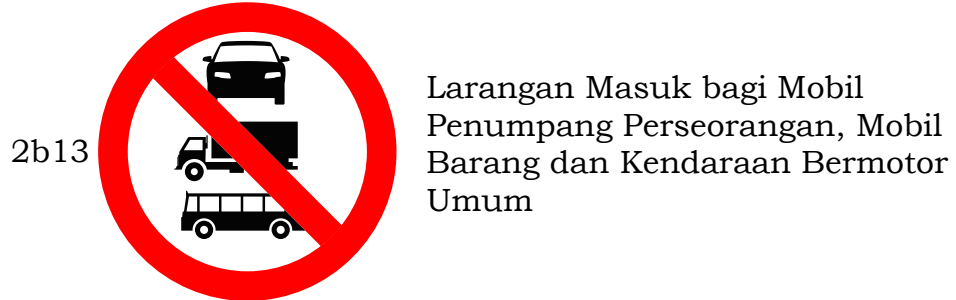 2b13
Larangan Masuk bagi Mobil
Penumpang Perseorangan, Mobil
Barang dan Kendaraan Bermotor
Umum